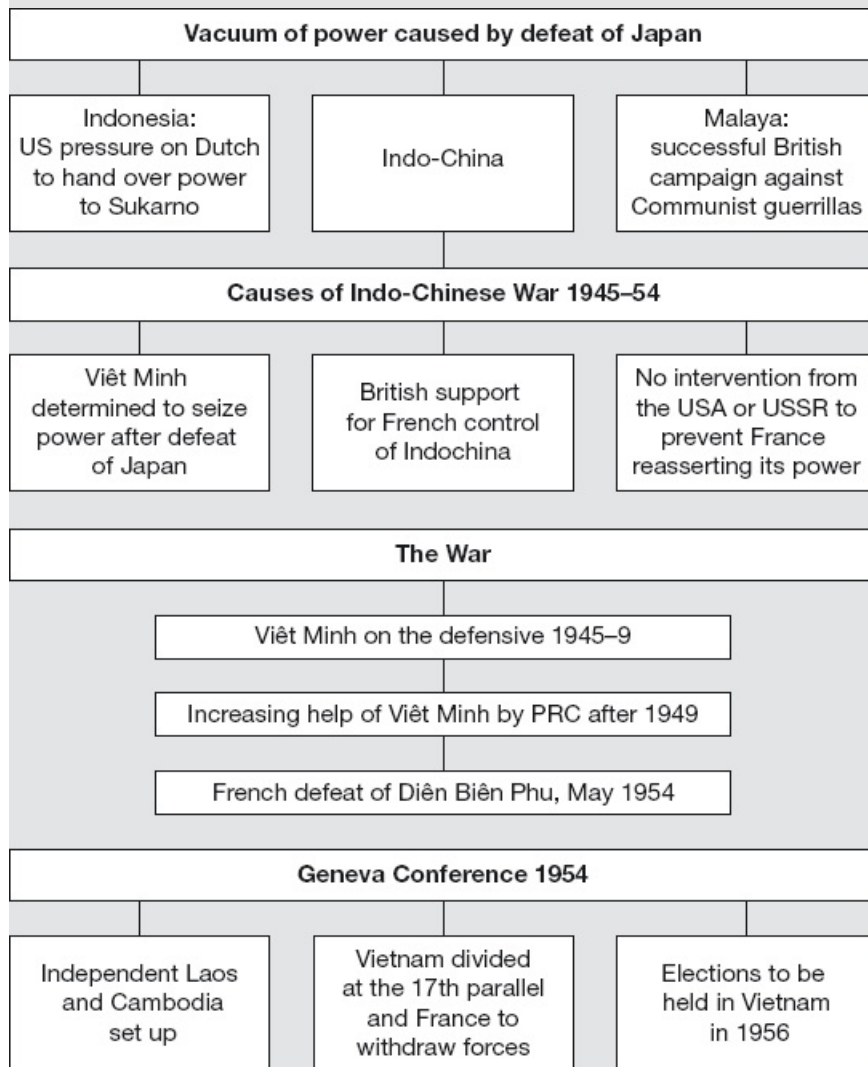 Vacuum of power caused by defeat of Japan
Indonesia:
US pressure on Dutch
to hand over power
to Sukarno
Indo-China
Malaya:
successful British
campaign against
Communist guerrillas
Causes of Indo-Chinese War 1945–54
Viêt Minh
determined to seize
power after defeat
of Japan
British support
for French control
of Indochina
No intervention from
the USA or USSR to
prevent France
reasserting its power
The War
Viêt Minh on the defensive 1945–9
Increasing help of Viêt Minh by PRC after 1949
French defeat of Diên Biên Phu, May 1954
Geneva Conference 1954
Independent Laos
and Cambodia
set up
Vietnam divided
at the 17th parallel
and France to
withdraw forces
Elections to be
held in Vietnam
in 1956